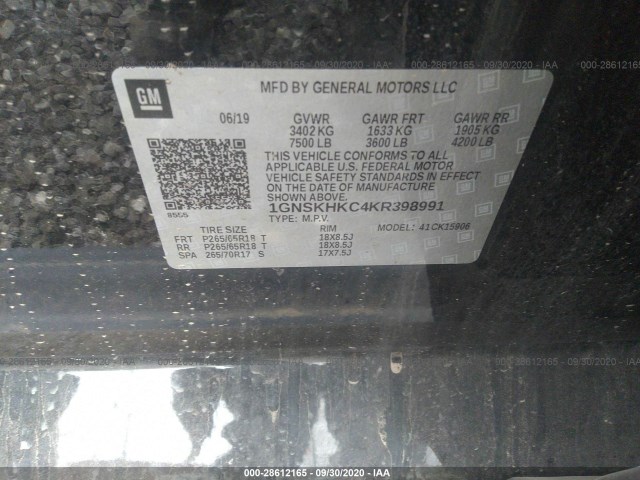 000-28612165 - 09/30/2020 - IAA
GM
MFD BY GENERAL MOTORS LLC
06/19 GVWR GAWR FRT GAWR RR
3402 KG 1633 KG 1905 KG
7500 LB 3600 LB 4200 LB
THIS VEHICLE CONFORMS TO ALL
APPLICABLE U.S. FEDERAL MOTOR
VEHICLE SAFETY STANDARDS IN EFFECT
ON THE DATE OF MANUFACTURE
SHOWN ABOVE.
1GNSKHKC4KR398991
TYPE: M.P.V. MODEL: 41CK15906
TIRE SIZE RIM
FRT P265/65R18 T 18X8.5J
RR P265/65R18 T 18X8.5J
SPA 265/70R17 S 17X7.5J
000-28612165 - 09/30/2020 - IAA
000-28612165 - 09/30/2020 - IAA